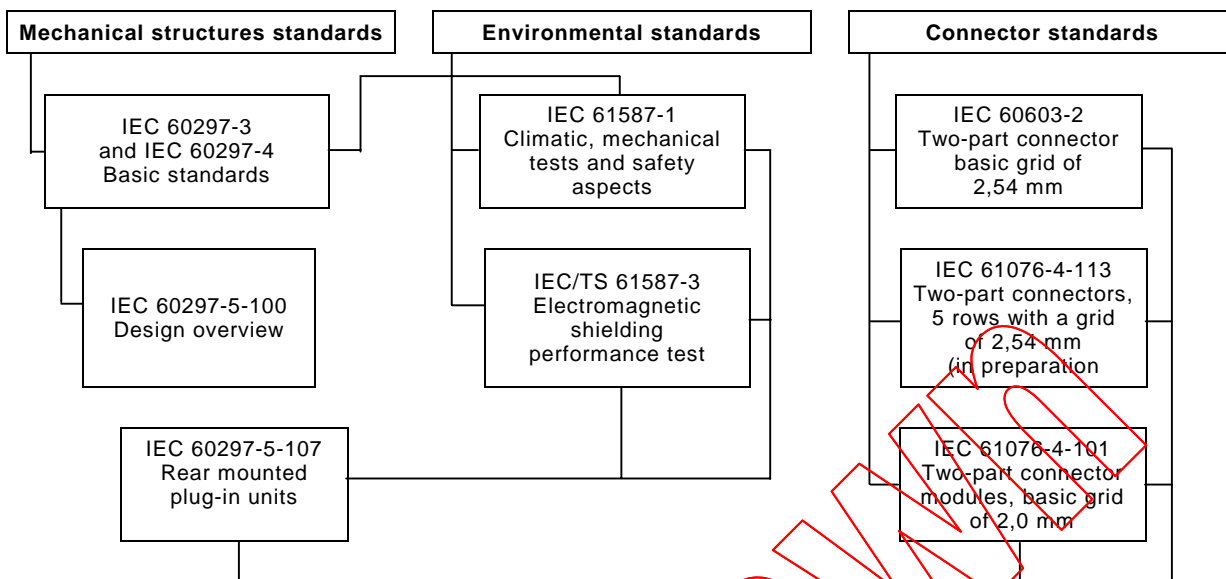 Mechanical structures standards
Environmental standards
Connector standards
IEC 60297-3
and IEC 60297-4
Basic standards
IEC 61587-1
Climatic, mechanical
tests and safety
aspects
IEC 60603-2
Two-part connector
basic grid of
2,54 mm
IEC 60297-5-100
Design overview
IEC/TS 61587-3
Electromagnetic
shielding
performance test
IEC 61076-4-113
Two-part connectors,
5 rows with a grid
of 2,54 mm
(in preparation
IEC 60297-5-107
Rear mounted
plug-in units
IEC 61076-4-101
Two-part connector
modules, basic grid
of 2,0 mm